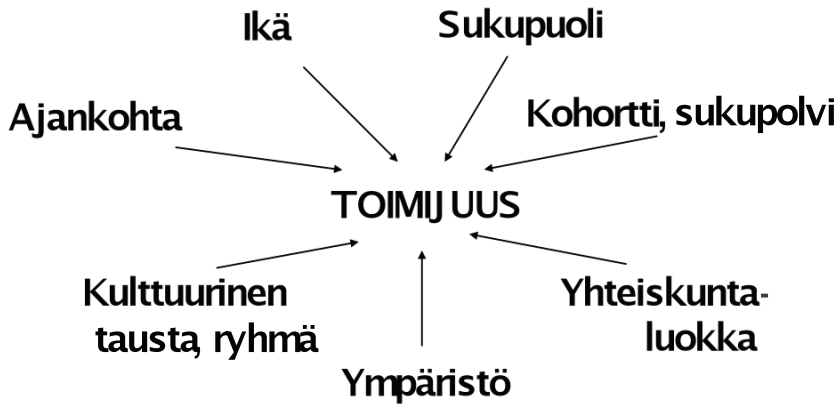 Ikä
Sukupuoli
Ajankohta
Kohortti, sukupolvi
TOIMIJUUS
Kulttuurinen
tausta, ryhmä
Yhteiskunta-
luokka
Ympäristö